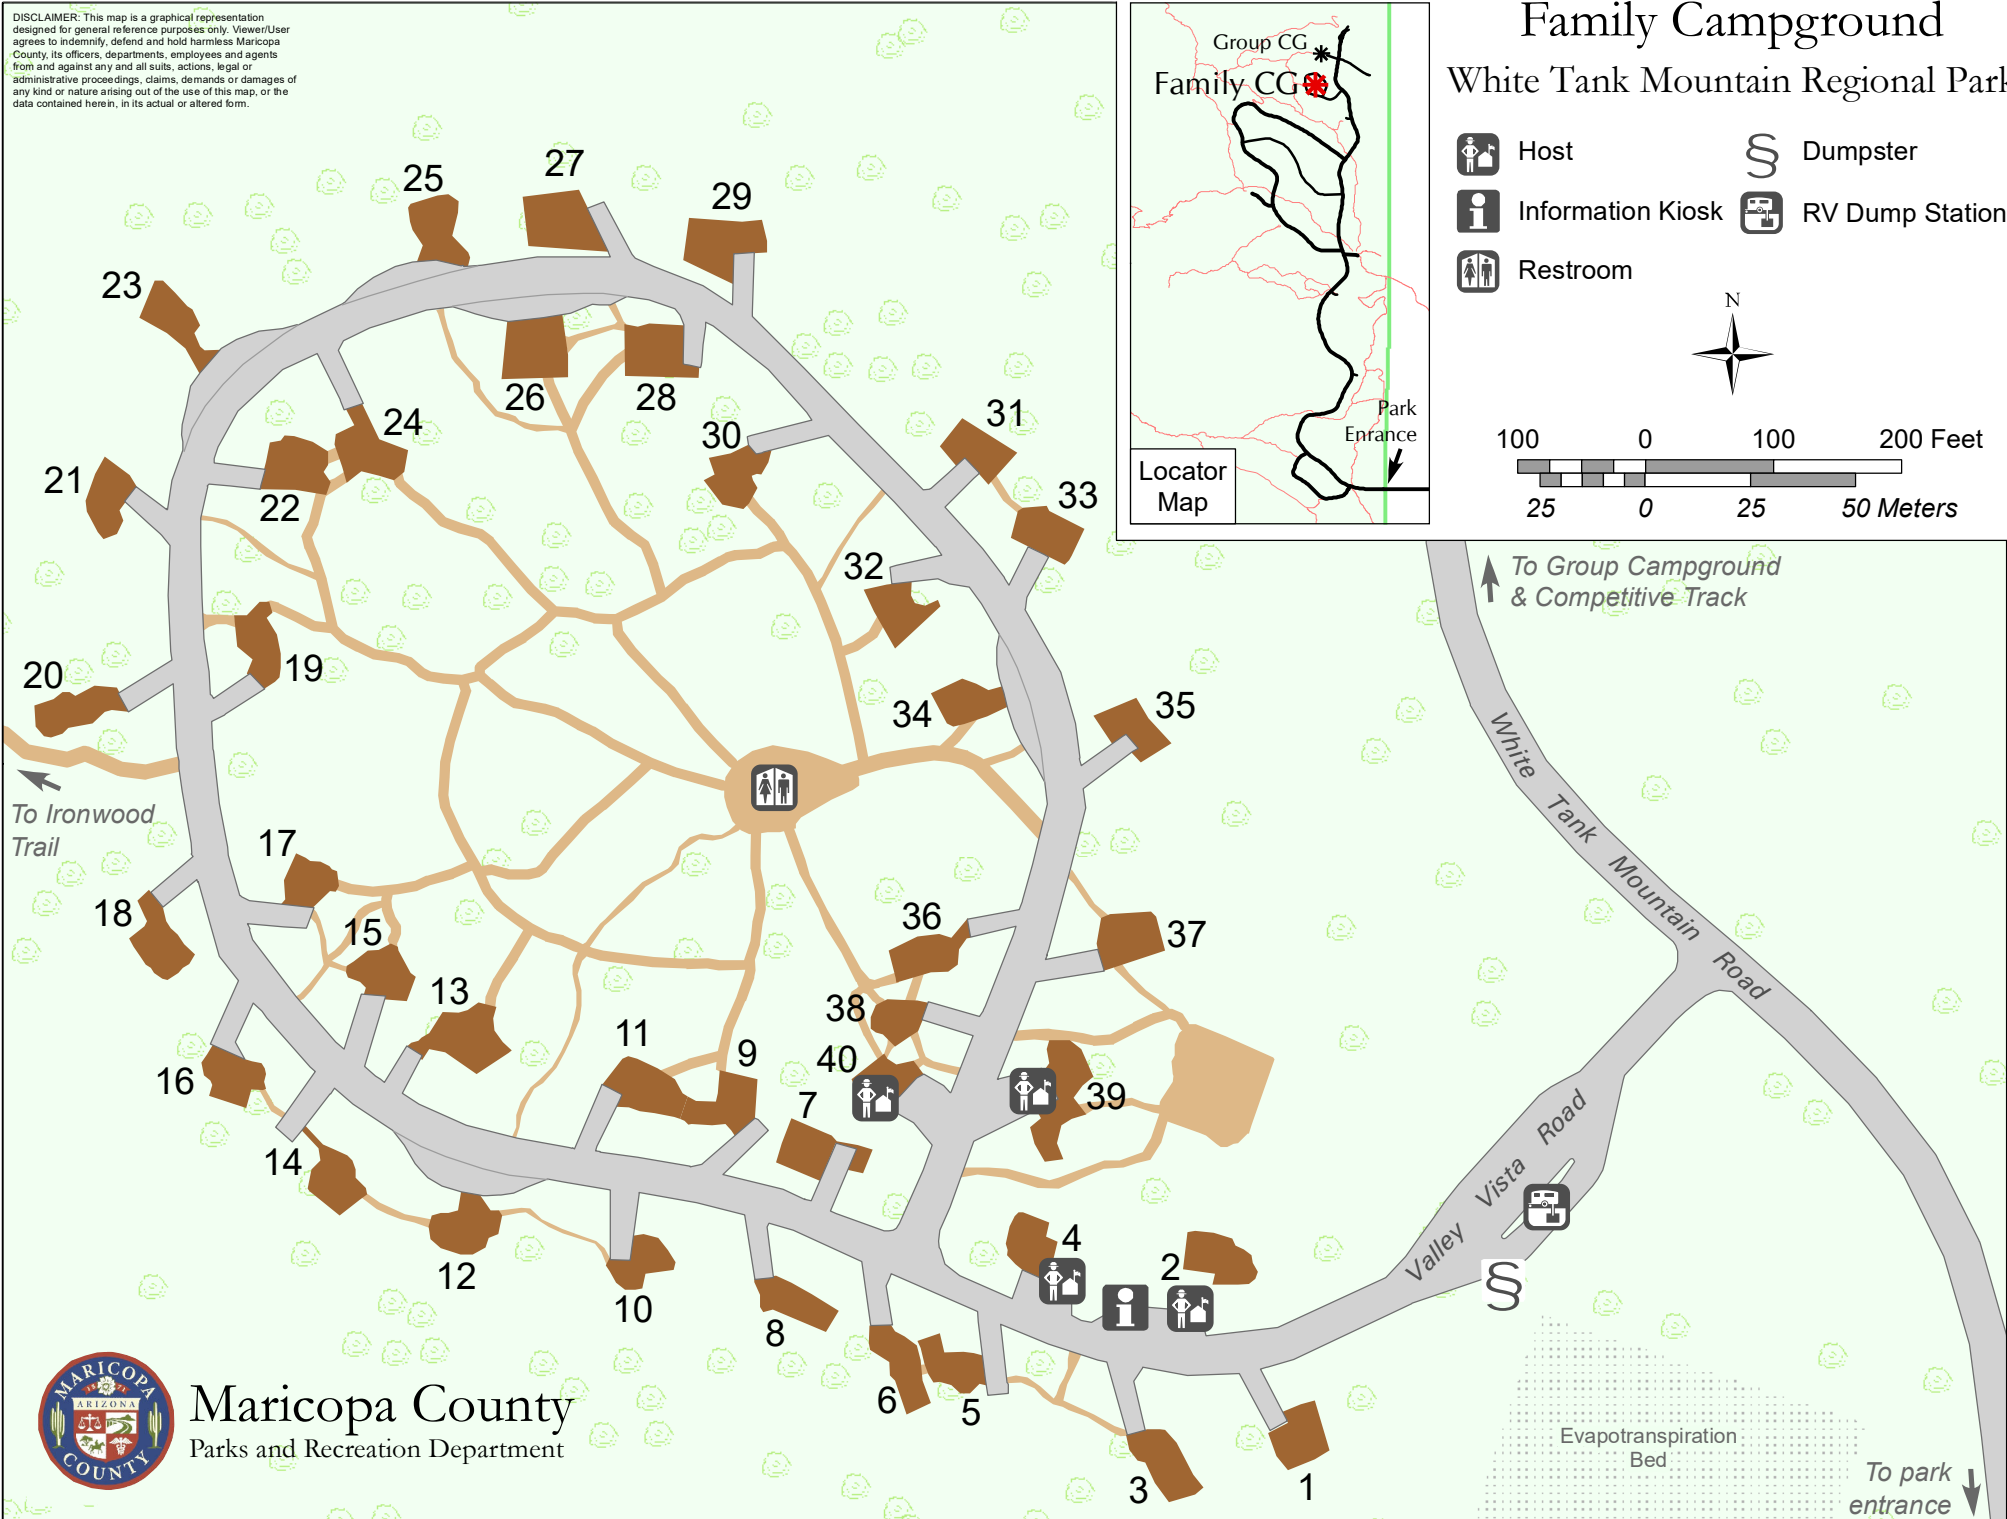 DISCLAIMER: This map is a graphical representation
designed for general reference purposes only. Viewer/User
agrees to indemnify, defend and hold harmless Maricopa
County, its officers, departments, employees and agents
from and against any and all suits, actions, legal or
administrative proceedings, claims, demands or damages of
any kind or nature arising out of the use of this map, or the
data contained herein, in its actual or altered form.
Family Campground
White Tank Mountain Regional Park
Host
Dumpster
Information Kiosk
RV Dump Station
Restroom
N
100 0 100 200 Feet
25 0 25 50 Meters
Group CG
Family CG
Park
Entrance
Locator
Map
To Group Campground
& Competitive Track
White Tank Mountain Road
Valley Vista Road
To Ironwood
Trail
25
27
29
23
26
28
24
30
31
21
22
33
32
20
19
34
35
17
18
15
36
37
13
38
11
9
40
16
7
39
14
4
2
12
10
8
6
5
3
1
Evapotranspiration
Bed
To park
entrance
MARICOPA
1871
ARIZONA
COUNTY
Maricopa County
Parks and Recreation Department